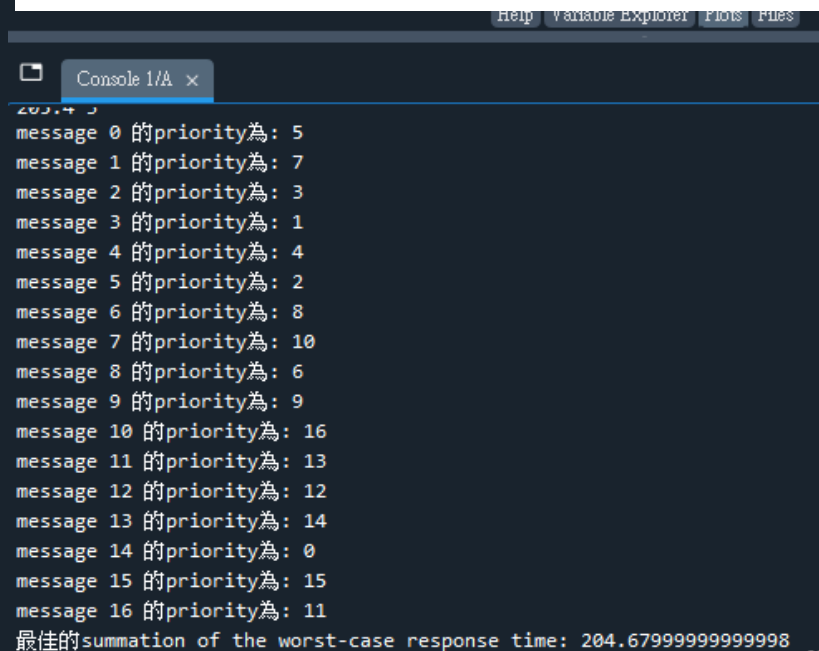 Help Variable Explorer Plots Files
Console 1/A ×
message 0 的priority為: 5
message 1 的priority為: 7
message 2 的priority為: 3
message 3 的priority為: 1
message 4 的priority為: 4
message 5 的priority為: 2
message 6 的priority為: 8
message 7 的priority為: 10
message 8 的priority為: 6
message 9 的priority為: 9
message 10 的priority為: 16
message 11 的priority為: 13
message 12 的priority為: 12
message 13 的priority為: 14
message 14 的priority為: 0
message 15 的priority為: 15
message 16 的priority為: 11
最佳的summation of the worst-case response time: 204.67999999999998